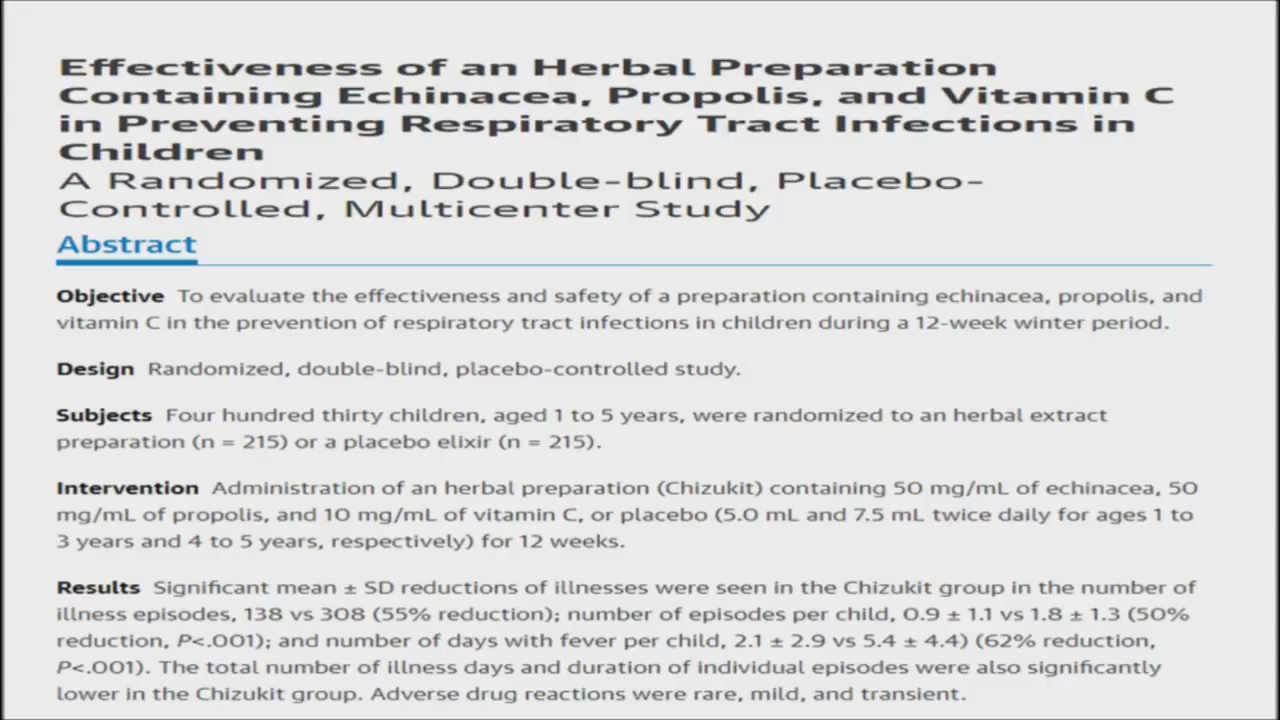 Effectiveness of an Herbal Preparation
Containing Echinacea, Propolis, and Vitamin C
in Preventing Respiratory Tract Infections in
Children
A Randomized, Double-blind, Placebo-
Controlled, Multicenter Study
Abstract
Objective To evaluate the effectiveness and safety of a preparation containing echinacea, propolis, and
vitamin C in the prevention of respiratory tract infections in children during a 12-week winter period.
Design Randomized, double-blind, placebo-controlled study.
Subjects Four hundred thirty children, aged 1 to 5 years, were randomized to an herbal extract
preparation (n = 215) or a placebo elixir (n = 215).
Intervention Administration of an herbal preparation (Chizukit) containing 50 mg/mL of echinacea, 50
mg/mL of propolis, and 10 mg/mL of vitamin C, or placebo (5.0 mL and 7.5 mL twice daily for ages 1 to
3 years and 4 to 5 years, respectively) for 12 weeks.
Results Significant mean ± SD reductions of illnesses were seen in the Chizukit group in the number of
illness episodes, 138 vs 308 (55% reduction); number of episodes per child, 0.9 ± 1.1 vs 1.8 ± 1.3 (50%
reduction, P<.001); and number of days with fever per child, 2.1 ± 2.9 vs 5.4 ± 4.4) (62% reduction,
P<.001). The total number of illness days and duration of individual episodes were also significantly
lower in the Chizukit group. Adverse drug reactions were rare, mild, and transient.